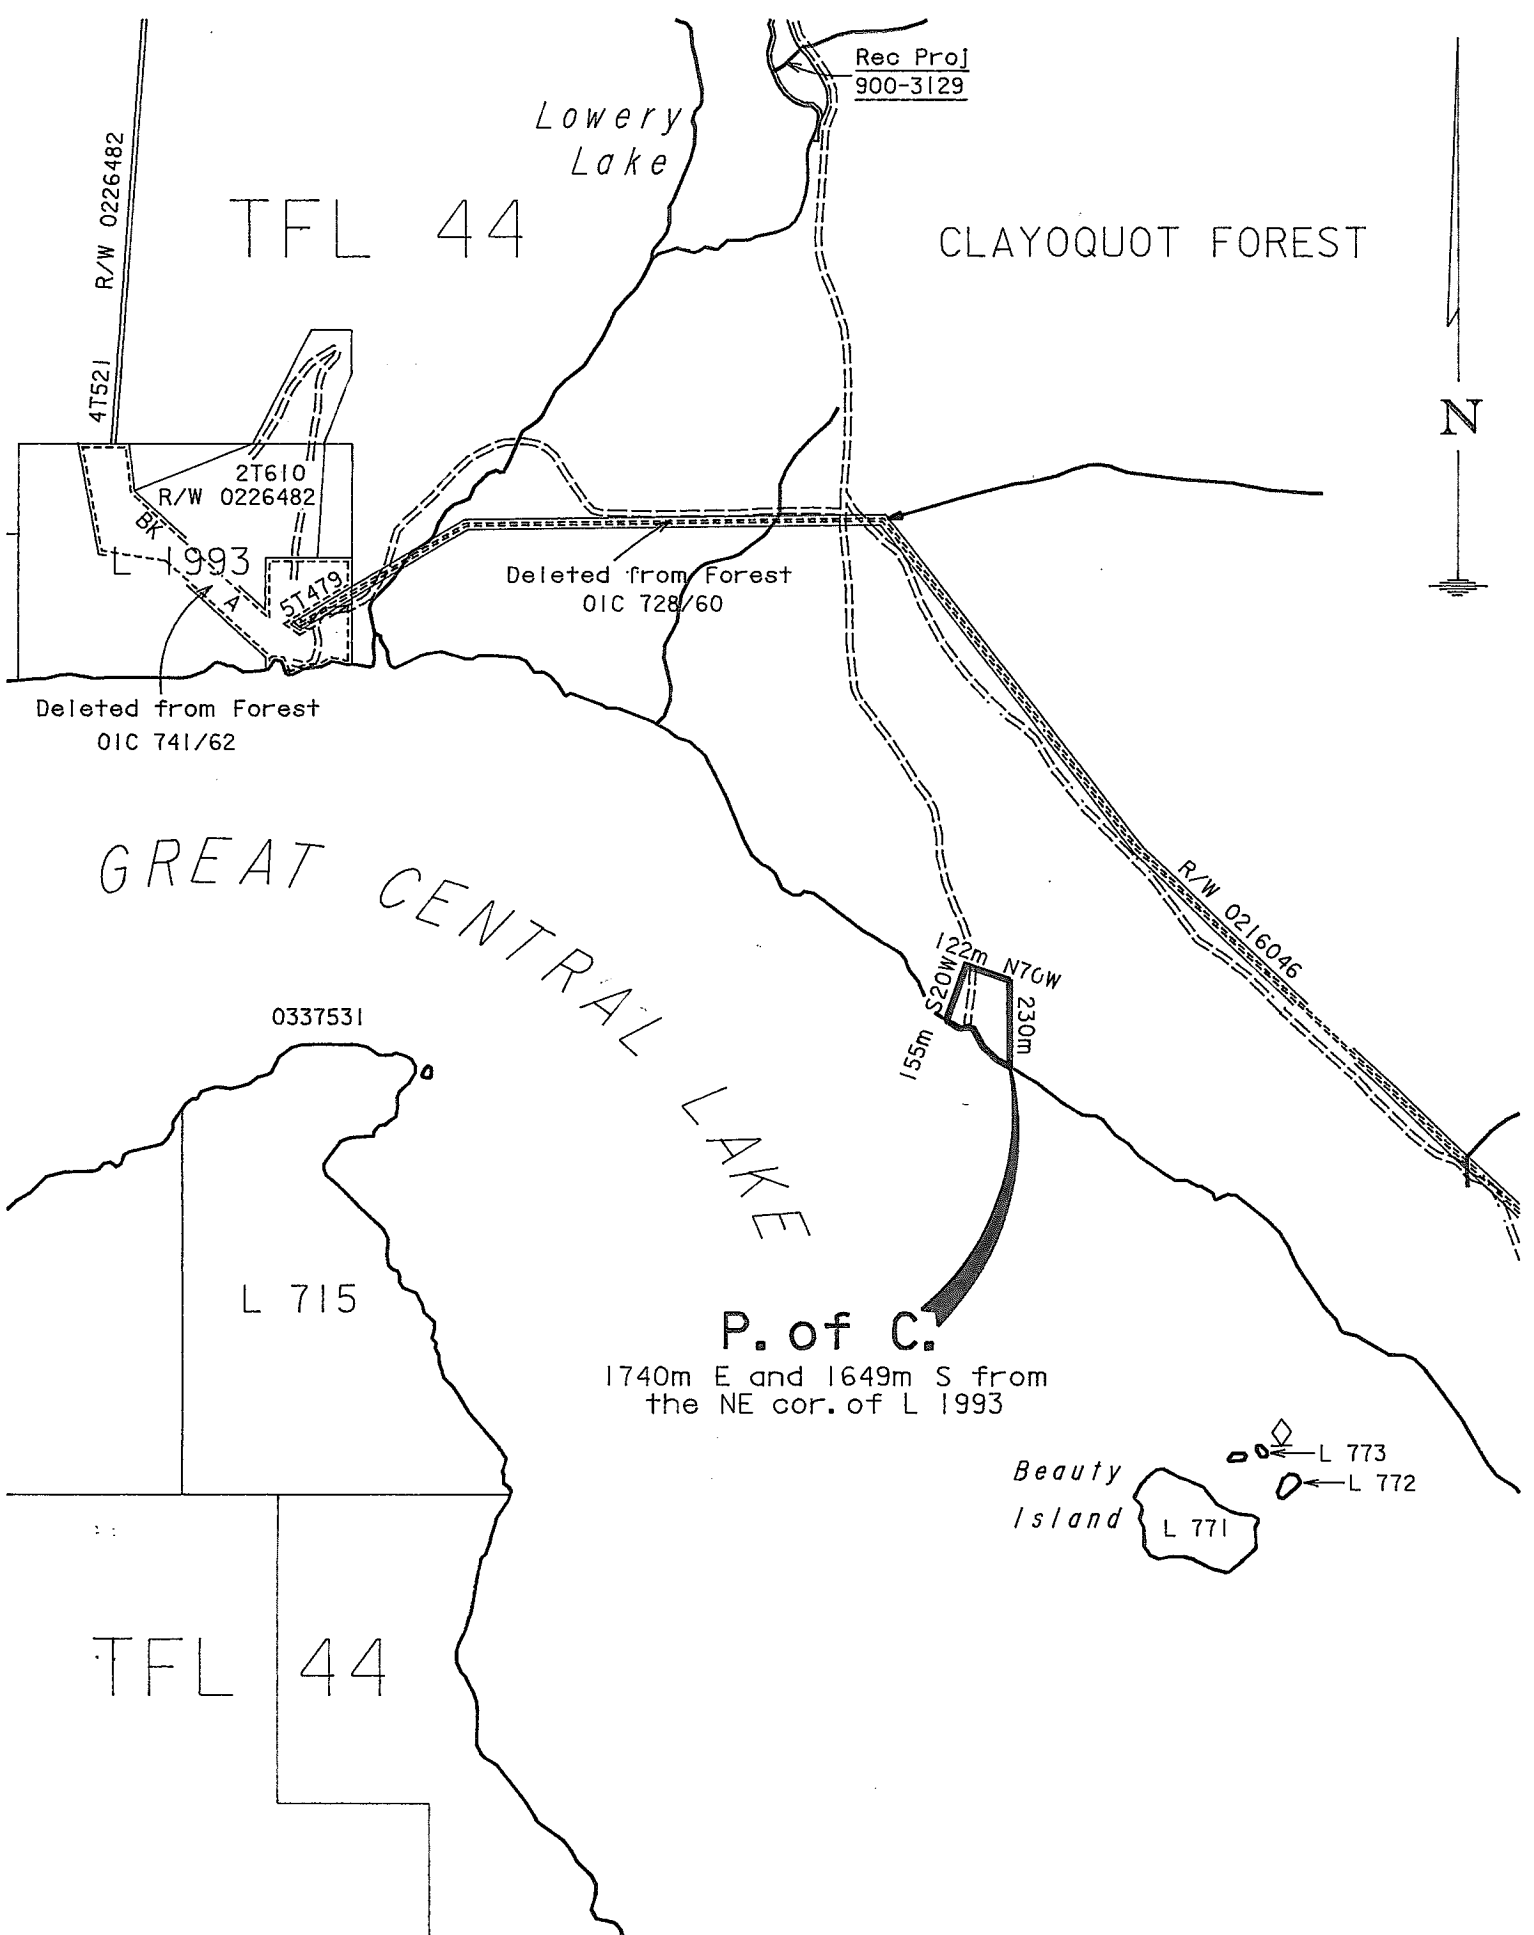 Rec Proj
900-3129
Lowery
Lake
R/W 0226482
TFL 44
CLAYOQUOT FOREST
4T521
N
2T610
R/W 0226482
BK
L 1993
A
5T479
Deleted from Forest
OIC 728/60
Deleted from Forest
OIC 741/62
GREAT CENTRAL LAKE
R/W 0216046
122m
N70W
S20W
230m
155m
0337531
L 715
P. of C.
1740m E and 1649m S from
the NE cor. of L 1993
Beauty
Island
L 773
L 772
L 771
TFL 44